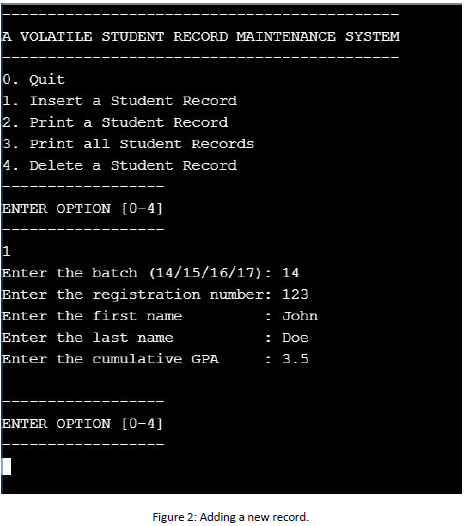 --------------------------------------------
A VOLATILE STUDENT RECORD MAINTENANCE SYSTEM
--------------------------------------------
0. Quit
1. Insert a Student Record
2. Print a Student Record
3. Print all Student Records
4. Delete a Student Record
------------------
ENTER OPTION [0-4]
------------------
1
Enter the batch (14/15/16/17): 14
Enter the registration number: 123
Enter the first name         : John
Enter the last name          : Doe
Enter the cumulative GPA     : 3.5
------------------
ENTER OPTION [0-4]
------------------
Figure 2: Adding a new record.